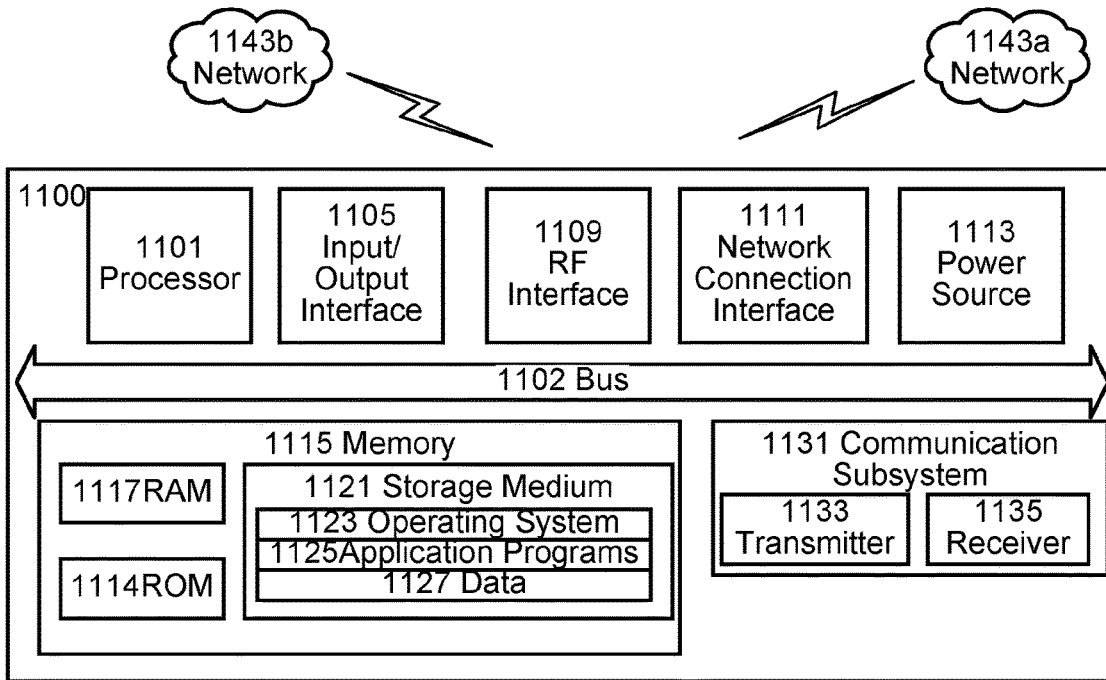 1143b
Network
1143a
Network
1100
1101
Processor
1105
Input/
Output
Interface
1109
RF
Interface
1111
Network
Connection
Interface
1113
Power
Source
1102 Bus
1115 Memory
1117RAM
1114ROM
1121 Storage Medium
1123 Operating System
1125Application Programs
1127 Data
1131 Communication
Subsystem
1133
Transmitter
1135
Receiver